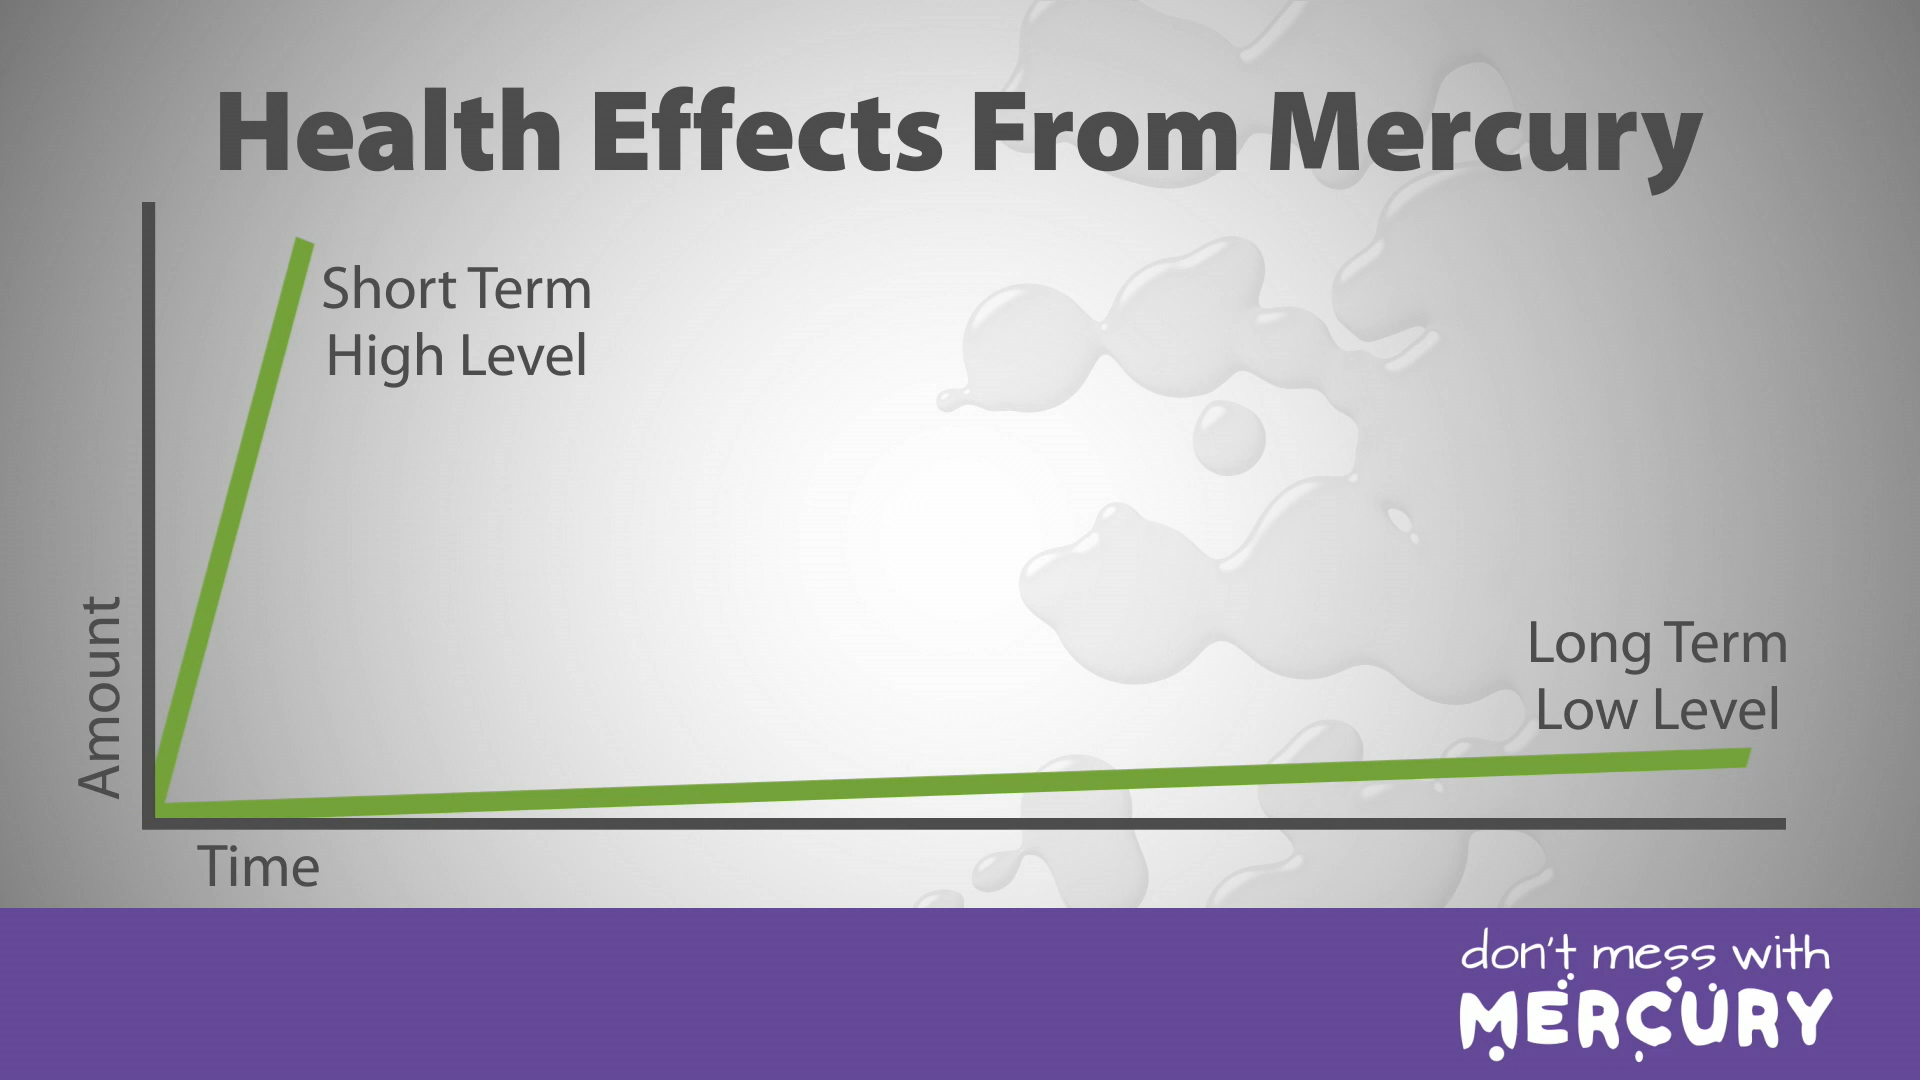 Health Effects From Mercury
Short Term
High Level
Amount
Long Term
Low Level
Time
don't mess with
MERCURY